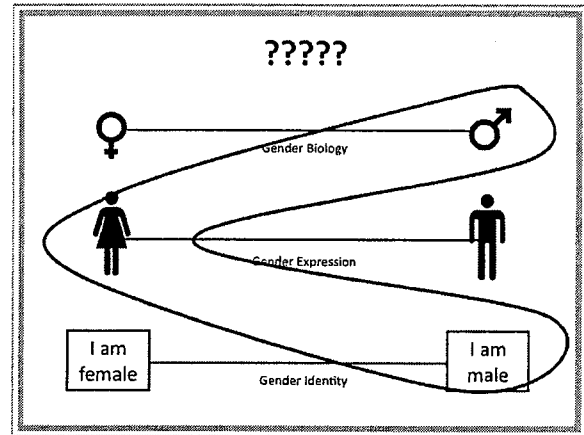 ?????
Gender Biology
Gender Expression
I am
female
I am
male
Gender Identity